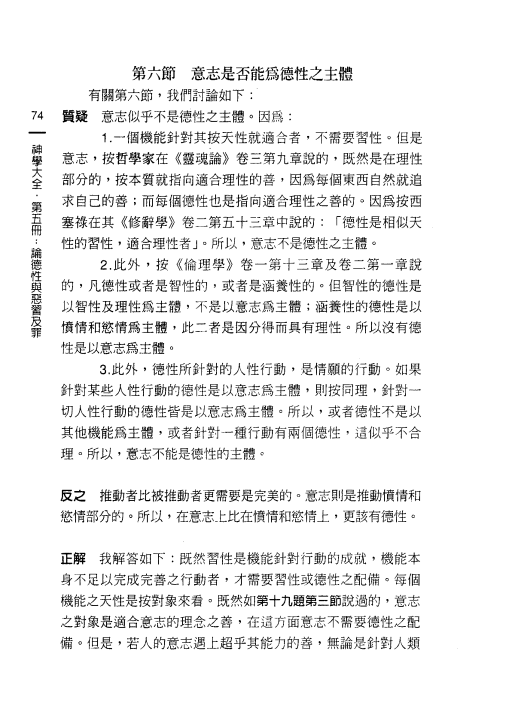 第六節　意志是否能爲德性之主體
有關第六節，我們討論如下：
質疑　意志似乎不是德性之主體。因爲：
1.一個機能針對其按天性就適合者，不需要習性。但是
意志，按哲學家在《靈魂論》卷三第九章說的，既然是在理性
部分的，按本質就指向適合理性的善，因爲每個東西自然就追
求自己的善；而每個德性也是指向適合理性之善的。因爲按西
塞祿在其《修辭學》卷二第五十三章中說的：「德性是相似天
性的習性，適合理性者」。所以，意志不是德性之主體。
2.此外，按《倫理學》卷一第十三章及卷二第一章說
的，凡德性或者是智性的，或者是涵養性的。但智性的德性是
以智性及理性爲主體，不是以意志爲主體；涵養性的德性是以
憤情和慾情爲主體，此二者是因分得而具有理性。所以沒有德
性是以意志爲主體。
3.此外，德性所針對的人性行動，是情願的行動。如果
針對某些人性行動的德性是以意志爲主體，則按同理，針對一
切人性行動的德性皆是以意志爲主體。所以，或者德性不是以
其他機能爲主體，或者針對一種行動有兩個德性，這似乎不合
理。所以，意志不能是德性的主體。
反之　推動者比被推動者更需要是完美的。意志則是推動憤情和
慾情部分的。所以，在意志上比在憤情和慾情上，更該有德性。
正解　我解答如下：既然習性是機能針對行動的成就，機能本
身不足以完成完善之行動者，才需要習性或德性之配備。每個
機能之天性是按對象來看。既然如第十九題第三節說過的，意志
之對象是適合意志的理念之善，在這方面意志不需要德性之配
備。但是，若人的意志遇上超乎其能力的善，無論是針對人類
74
神學大全．第五冊：論德性與惡習及罪